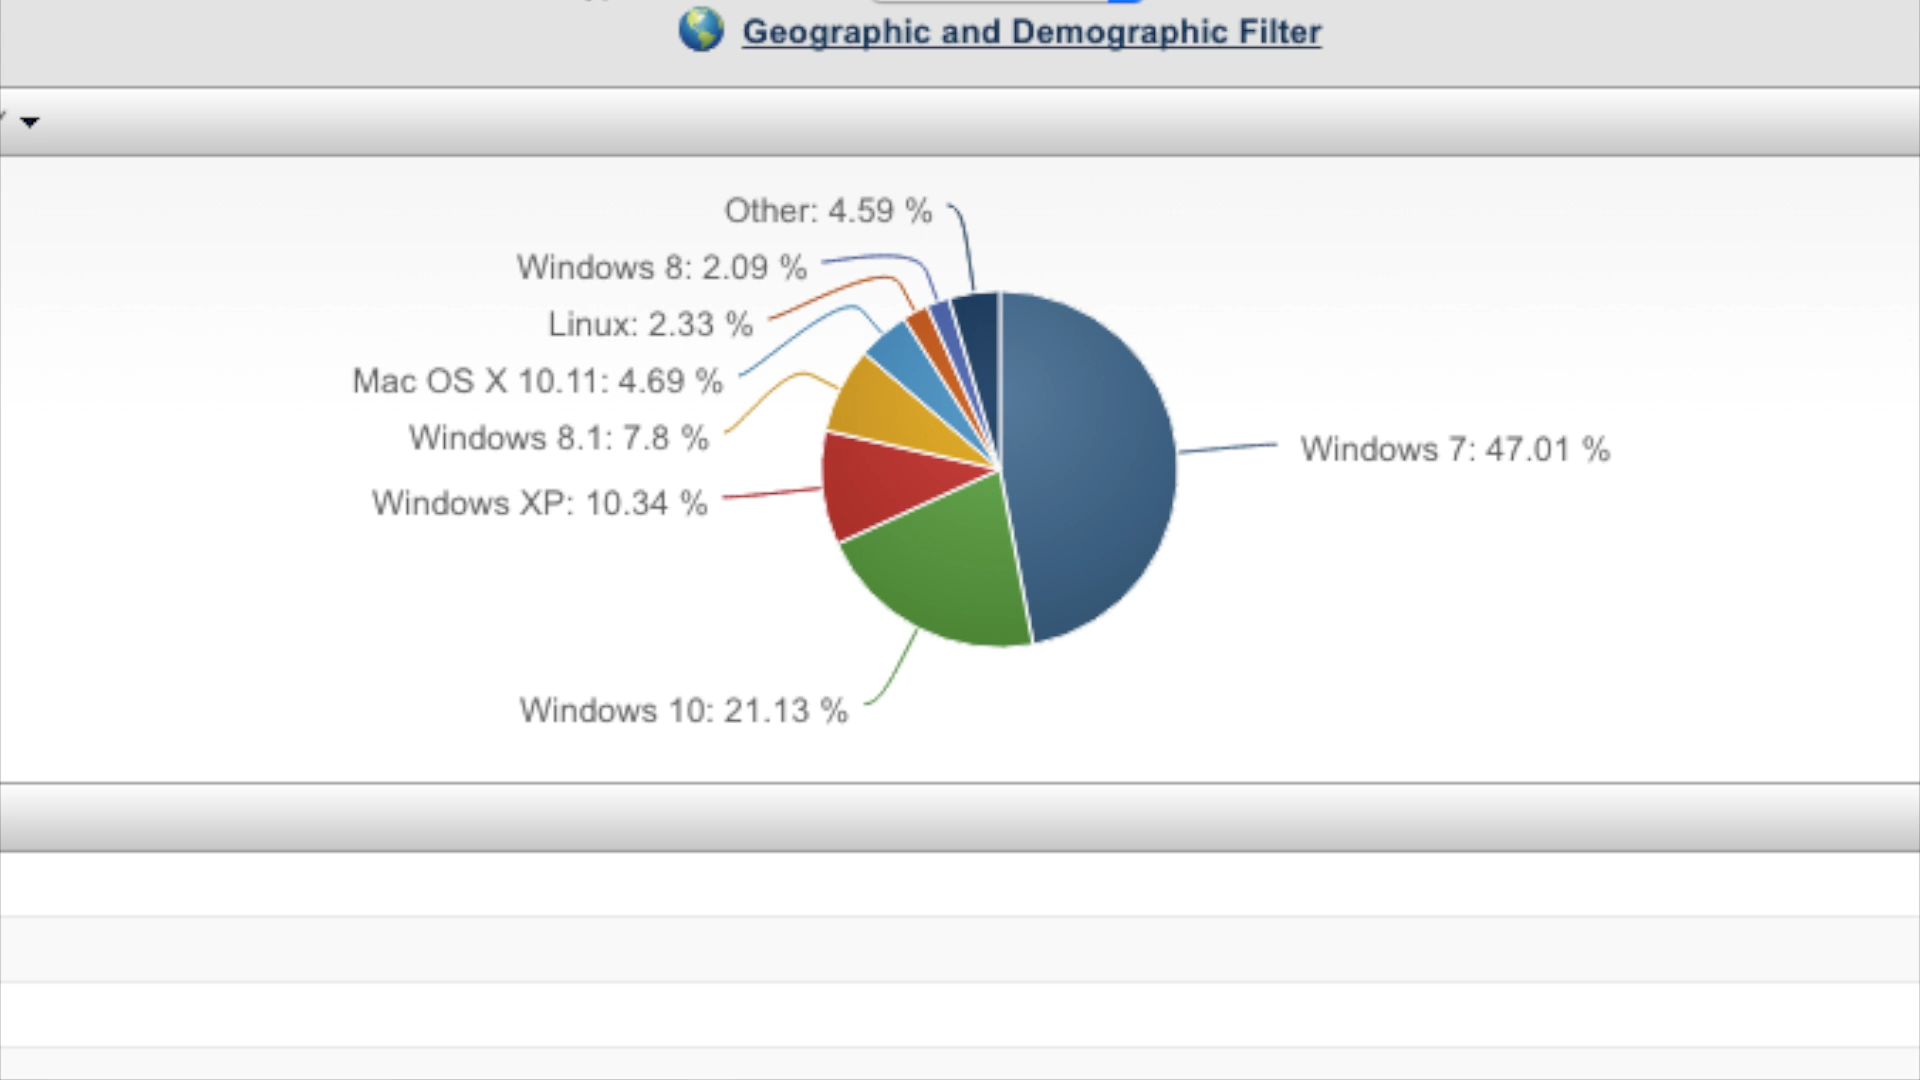 Geographic and Demographic Filter
Other: 4.59 %
Windows 8: 2.09 %
Linux: 2.33 %
Mac OS X 10.11: 4.69 %
Windows 8.1: 7.8 %
Windows 7: 47.01 %
Windows XP: 10.34 %
Windows 10: 21.13 %